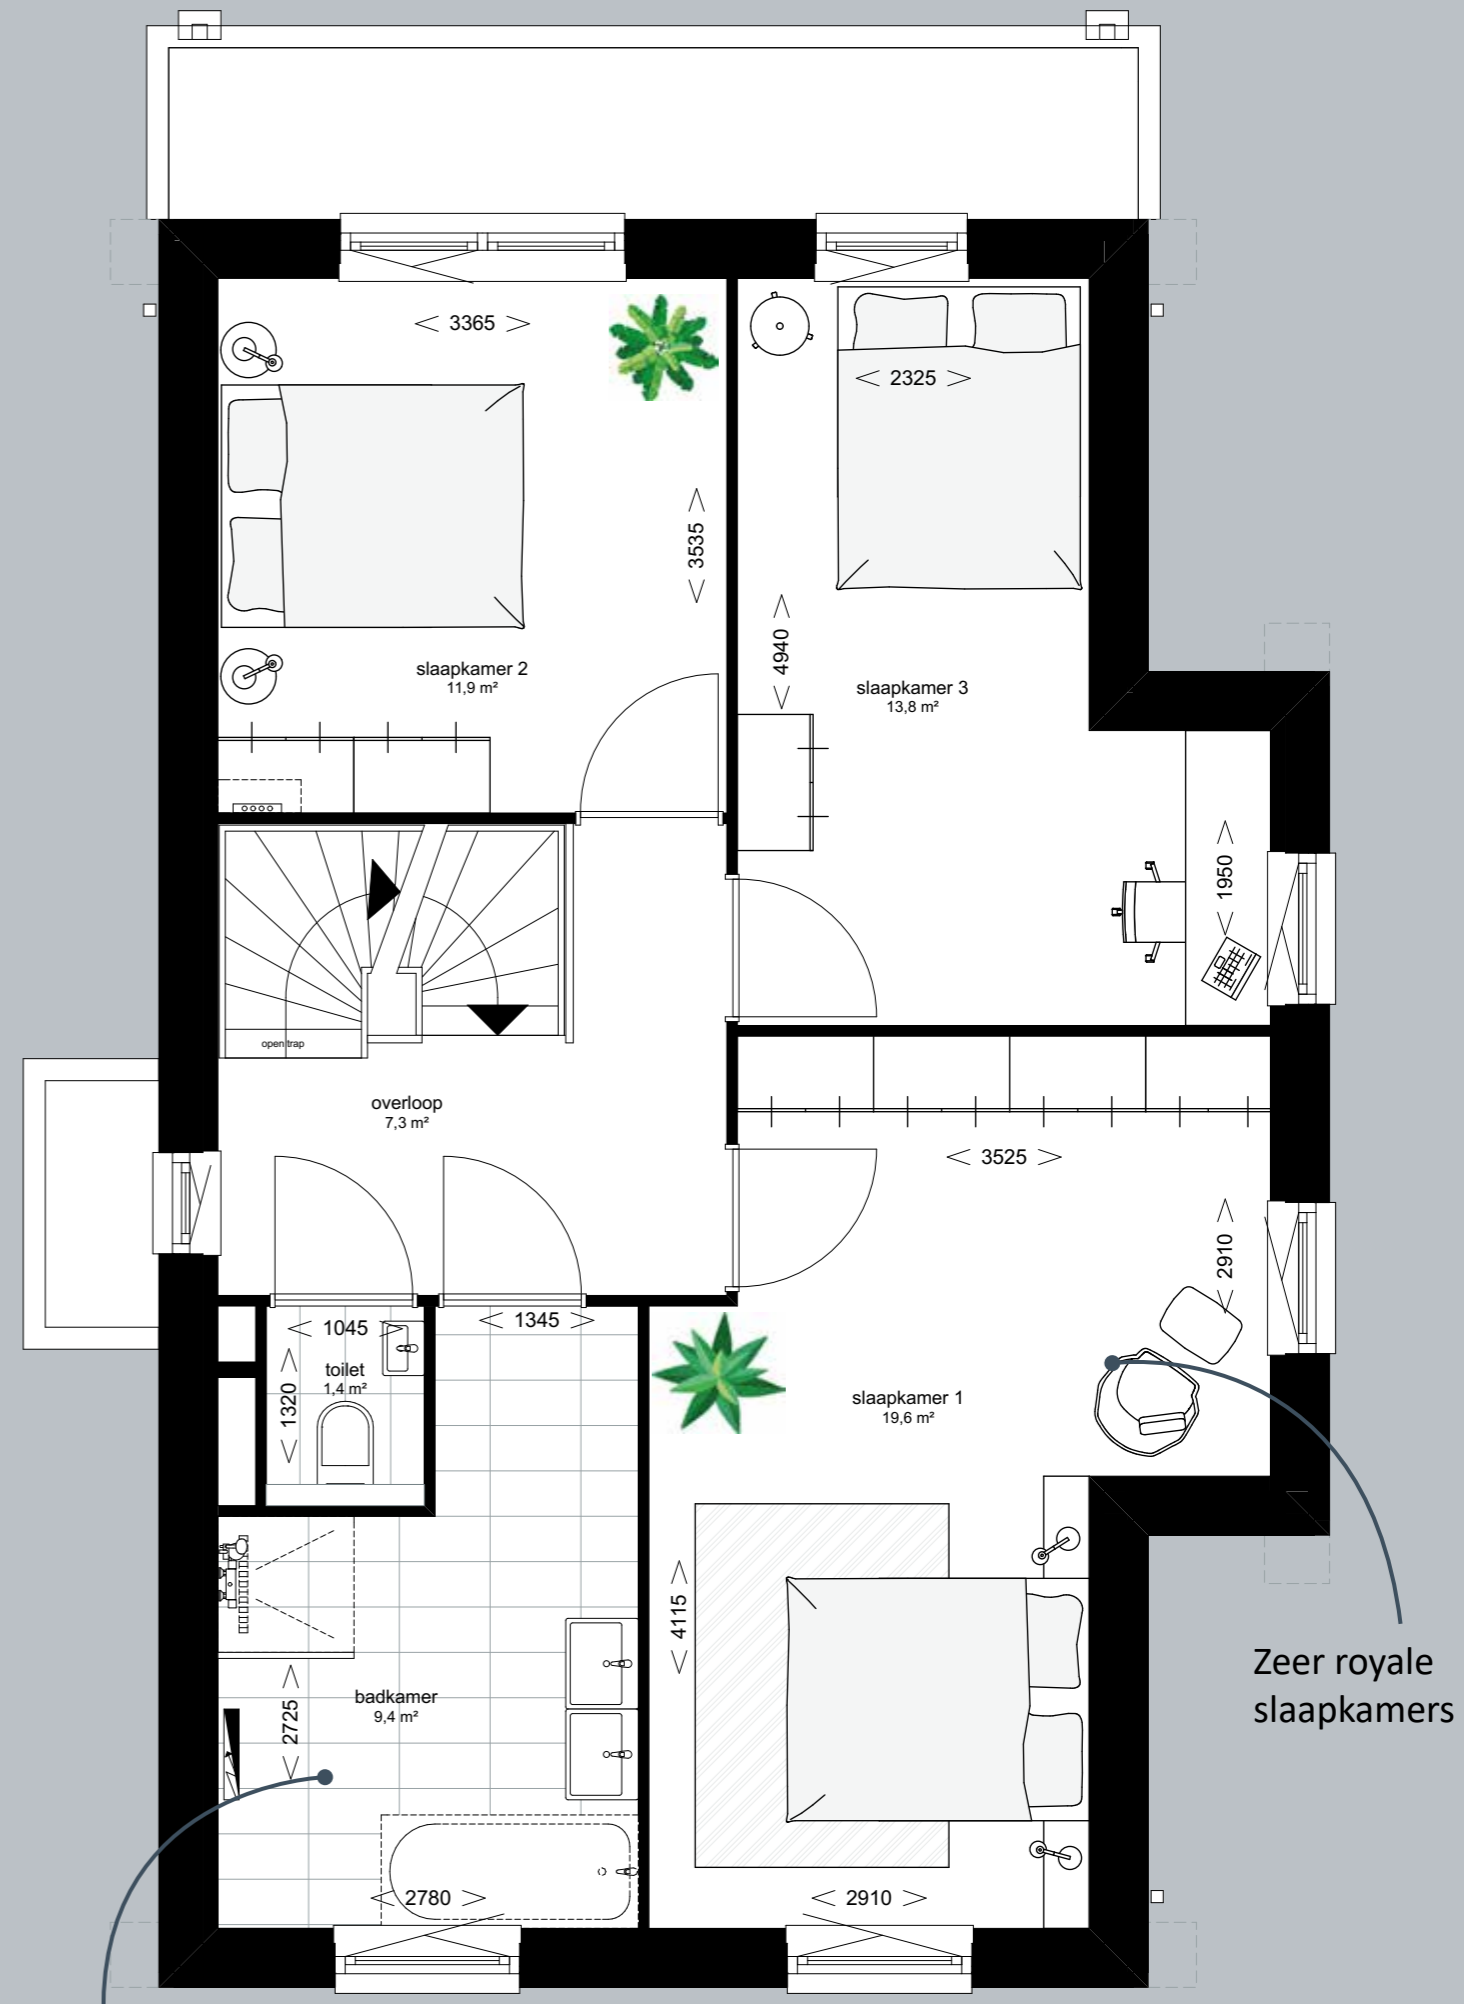 3365
2325
3535
4940
slaapkamer 2
11,9 m²
slaapkamer 3
13,8 m²
1950
open trap
overloop
7,3 m²
3525
2910
1045
1345
toilet
1,4 m²
1320
slaapkamer 1
19,6 m²
4115
Zeer royale
slaapkamers
badkamer
9,4 m²
2725
2780
2910